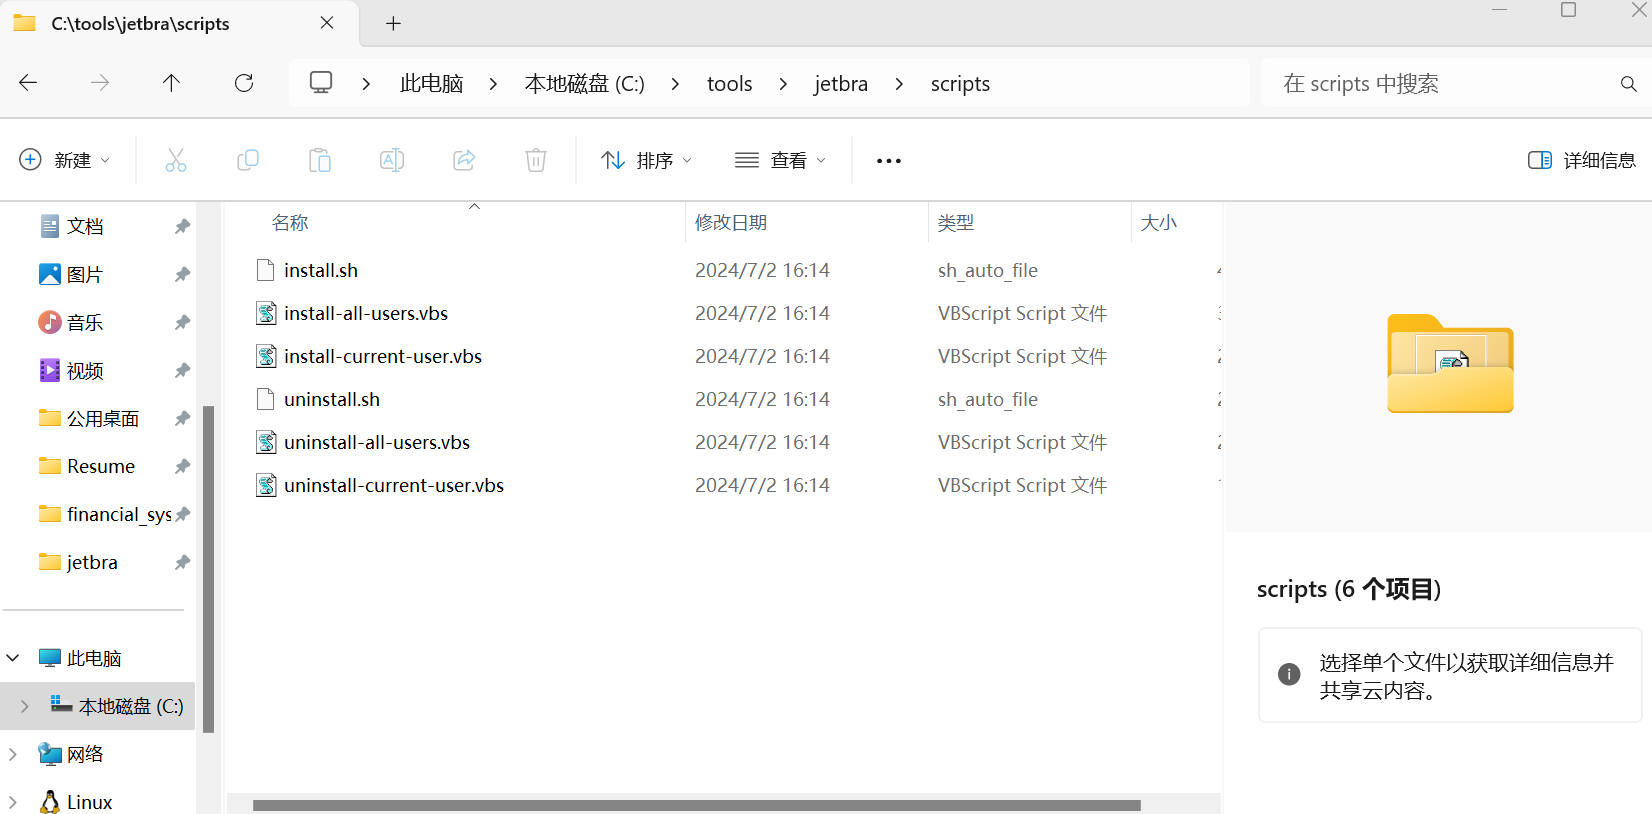 C:\tools\jetbra\scripts
此电脑 本地磁盘 (C:) tools jetbra scripts
在 scripts 中搜索
新建 排序 查看 详细信息
名称 修改日期 类型 大小
install.sh 2024/7/2 16:14 sh_auto_file
install-all-users.vbs 2024/7/2 16:14 VBScript Script 文件
install-current-user.vbs 2024/7/2 16:14 VBScript Script 文件
uninstall.sh 2024/7/2 16:14 sh_auto_file
uninstall-all-users.vbs 2024/7/2 16:14 VBScript Script 文件
uninstall-current-user.vbs 2024/7/2 16:14 VBScript Script 文件
文档
图片
音乐
视频
公用桌面
Resume
financial_sys
jetbra
此电脑
本地磁盘 (C:)
网络
Linux
scripts (6 个项目)
选择单个文件以获取详细信息并
共享云内容。